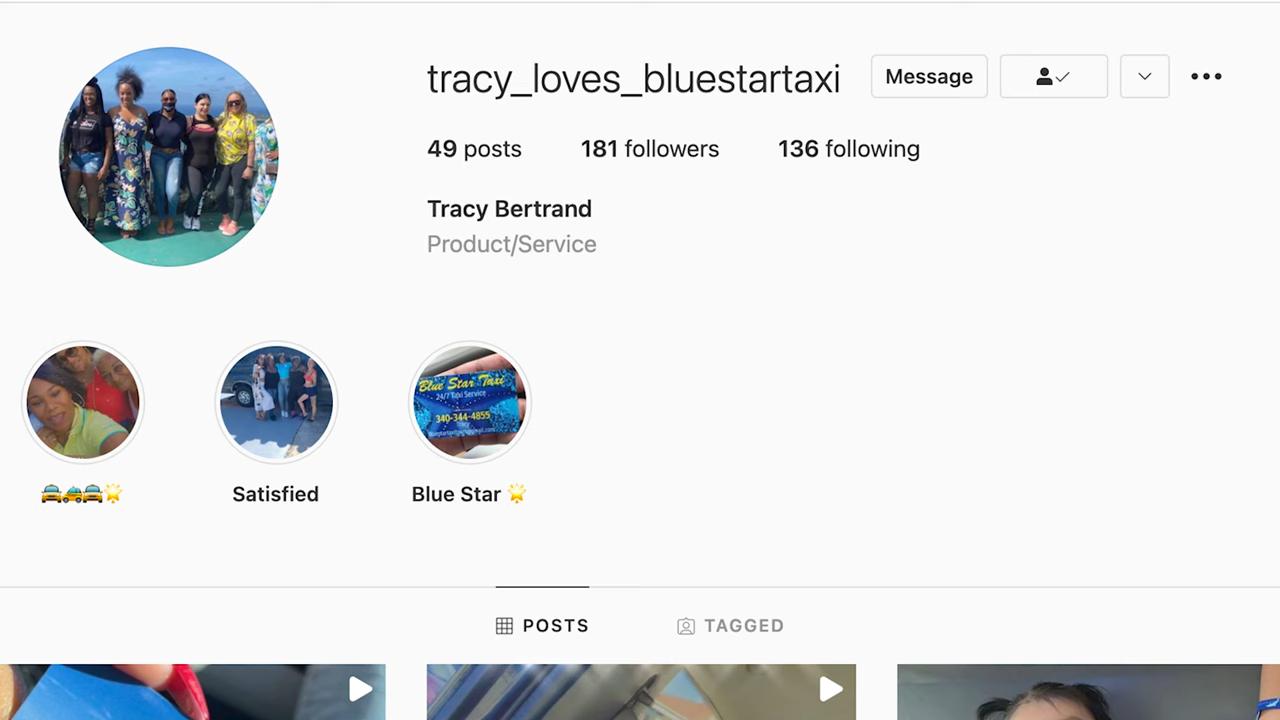 tracy_loves_bluestartaxi
Message
49 posts
181 followers
136 following
Tracy Bertrand
Product/Service
Blue Star Taxi
24/7 Taxi Service
340-344-4855
🚖🚕🚖🌟
Satisfied
Blue Star 🌟
POSTS
TAGGED